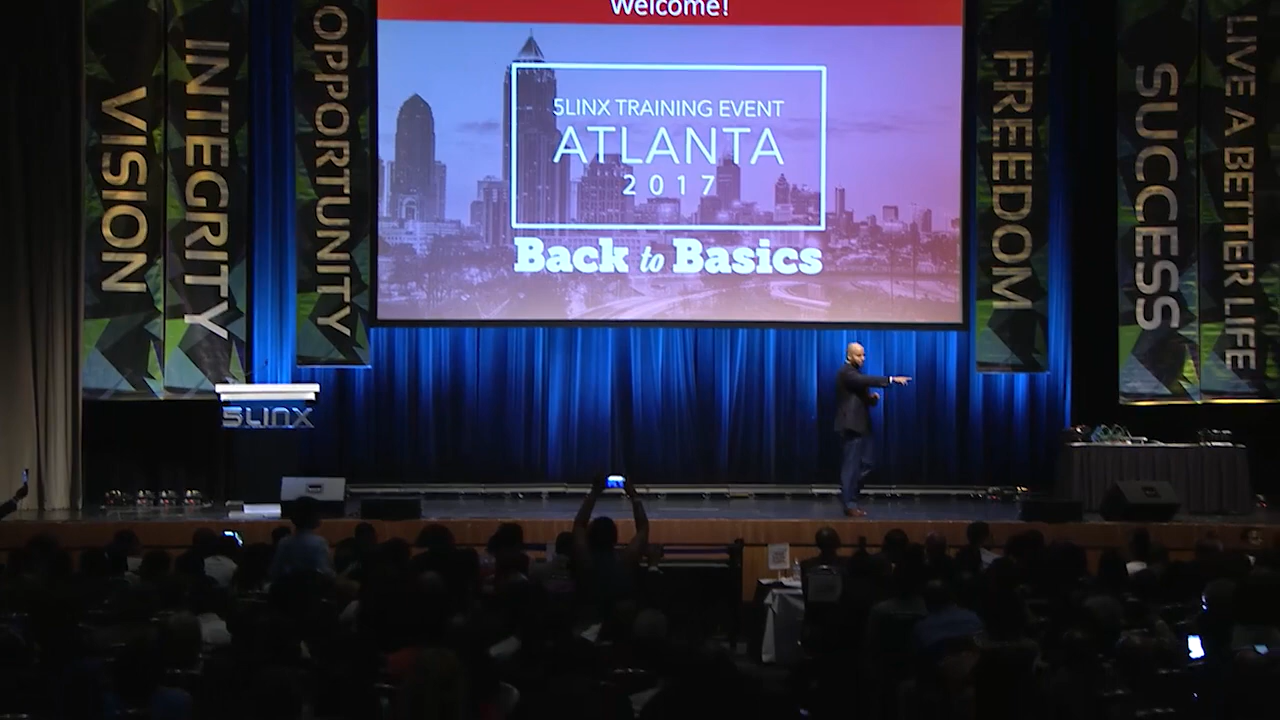 Welcome!
5LINX TRAINING EVENT
ATLANTA
2017
Back to Basics
VISION
INTEGRITY
OPPORTUNITY
FREEDOM
SUCCESS
LIVE A BETTER LIFE
5LINX